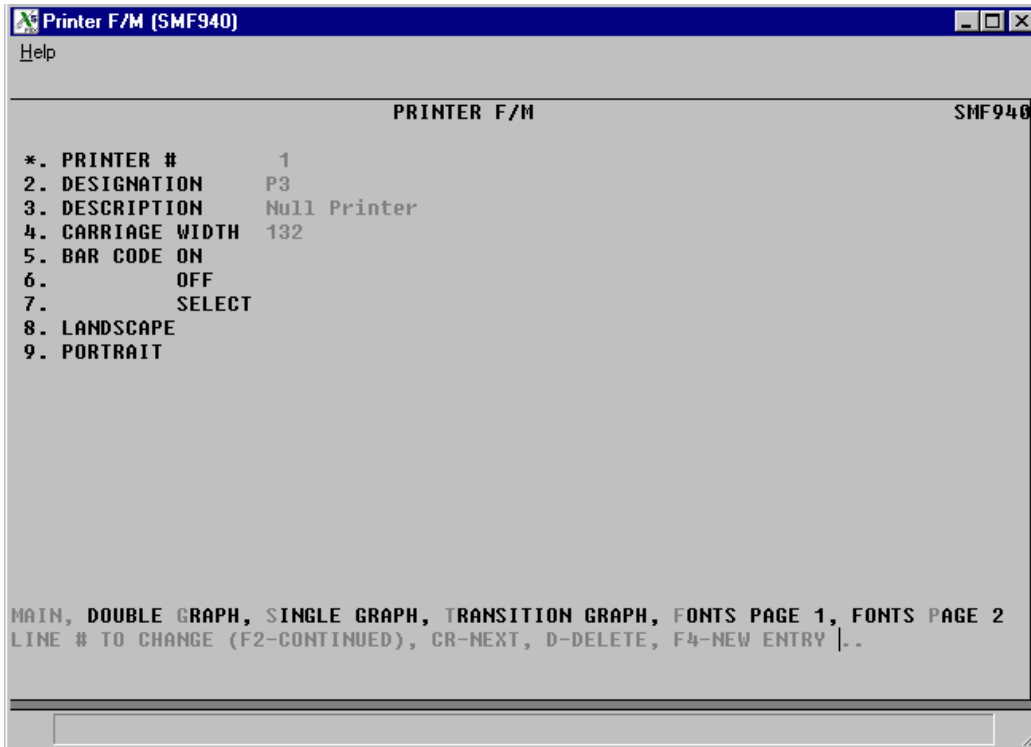 Printer F/M (SMF940)
Help
PRINTER F/M SMF940
*. PRINTER # 1
2. DESIGNATION P3
3. DESCRIPTION Null Printer
4. CARRIAGE WIDTH 132
5. BAR CODE ON
6. OFF
7. SELECT
8. LANDSCAPE
9. PORTRAIT
MAIN, DOUBLE GRAPH, SINGLE GRAPH, TRANSITION GRAPH, FONTS PAGE 1, FONTS PAGE 2
LINE # TO CHANGE (F2-CONTINUED), CR-NEXT, D-DELETE, F4-NEW ENTRY ..